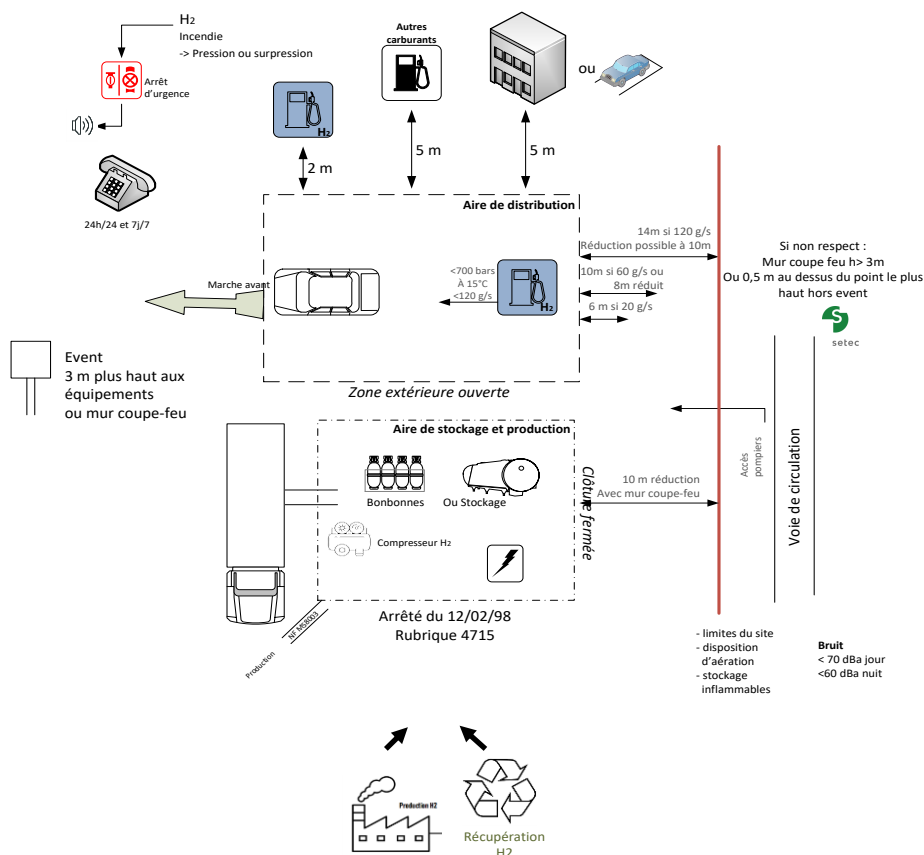 H2
Incendie
-> Pression ou surpression
Arrêt
d'urgence
24h/24 et 7j/7
H2
2 m
Autres
carburants
5 m
ou
5 m
Aire de distribution
Marche avant
<700 bars
À 15°C
<120 g/s
H2
14m si 120 g/s
Réduction possible à 10m
10m si 60 g/s ou
8m réduit
6 m si 20 g/s
Si non respect :
Mur coupe feu h> 3m
Ou 0,5 m au dessus du point le plus
haut hors event
setec
Event
3 m plus haut aux
équipements
ou mur coupe-feu
Zone extérieure ouverte
Aire de stockage et production
Bonbonnes
Ou Stockage
Compresseur H2
Clôture fermée
10 m réduction
Avec mur coupe-feu
Accès
pompiers
Voie de circulation
Arrêté du 12/02/98
Rubrique 4715
NF M58003
Production
- limites du site
- disposition
d'aération
- stockage
inflammables
Bruit
< 70 dBa jour
<60 dBa nuit
Production H2
Récupération
H2